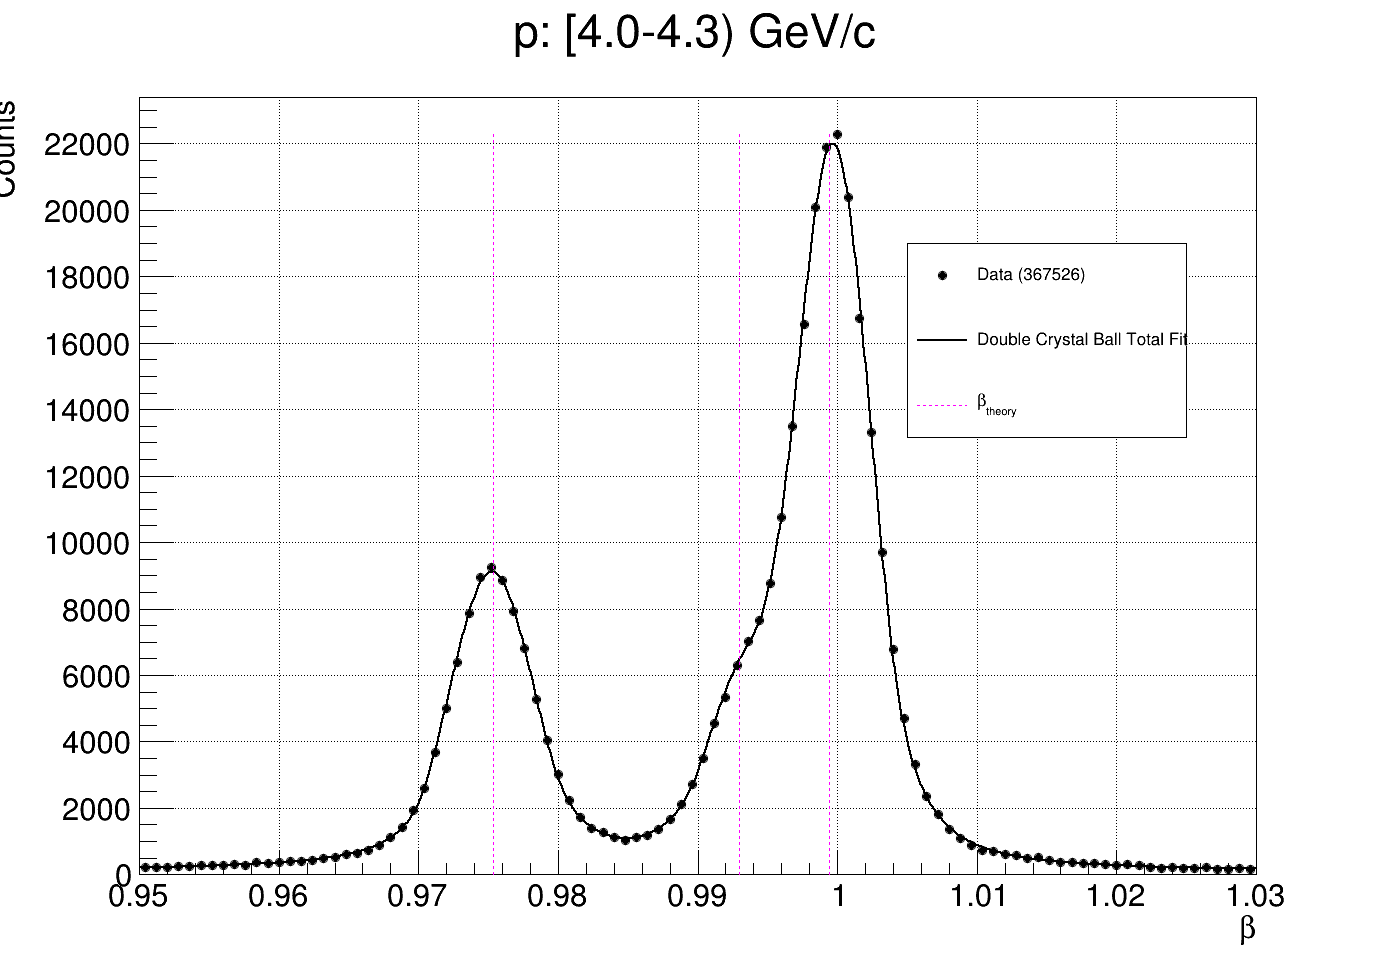 p: [4.0-4.3) GeV/c
Counts
22000
20000
18000
16000
14000
12000
10000
8000
6000
4000
2000
0
Data (367526)
Double Crystal Ball Total Fit
βtheory
0.95 0.96 0.97 0.98 0.99 1 1.01 1.02 1.03
β